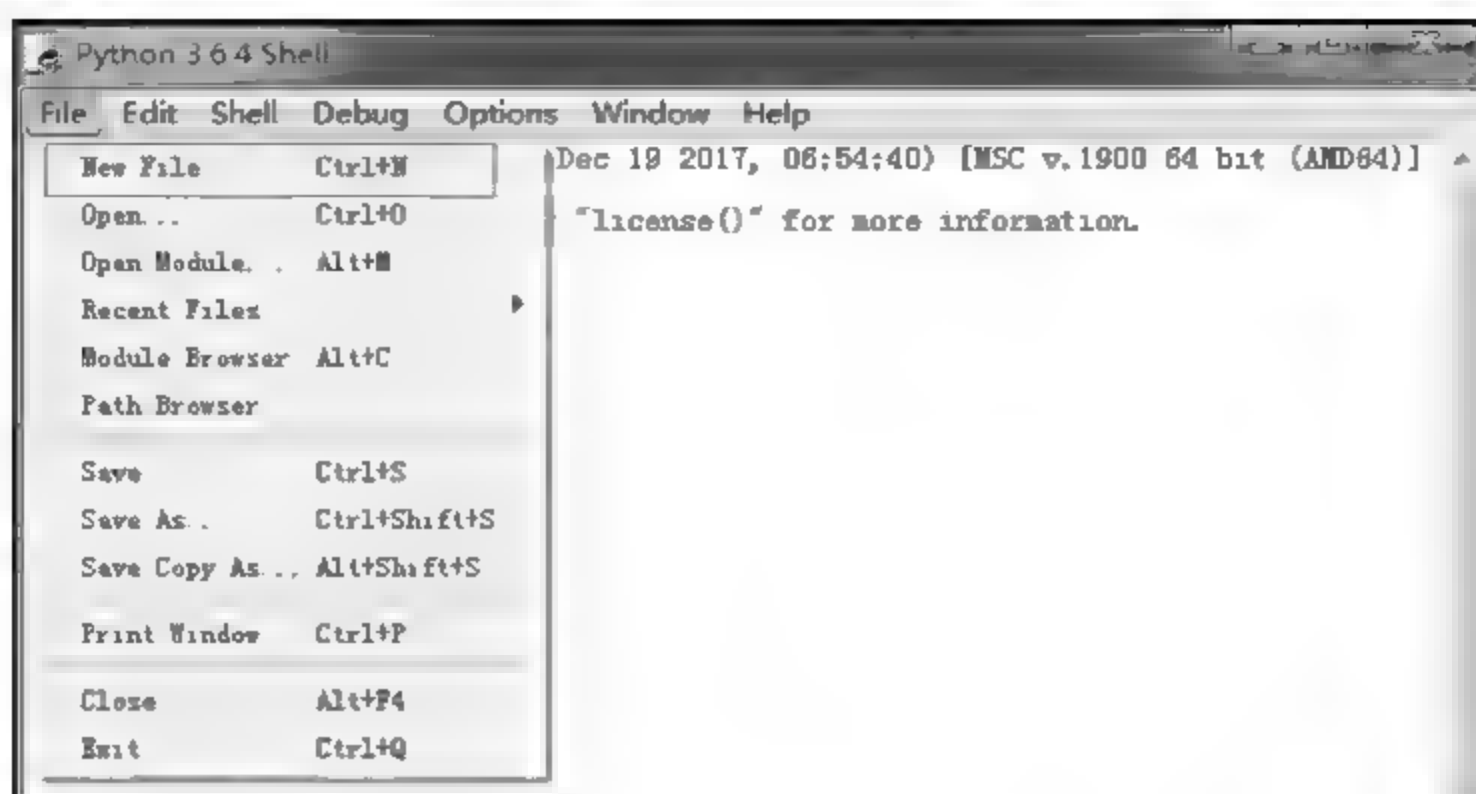 Python 3 6 4 Shell
File Edit Shell Debug Options Window Help
New File Ctrl+N
Dec 19 2017, 06:54:40) [MSC v.1900 64 bit (AMD64)]
Open... Ctrl+O
"license()" for more information.
Open Module. . Alt+M
Recent Files
Module Browser Alt+C
Path Browser
Save Ctrl+S
Save As. . Ctrl+Shift+S
Save Copy As... Alt+Shift+S
Print Window Ctrl+P
Close Alt+F4
Exit Ctrl+Q